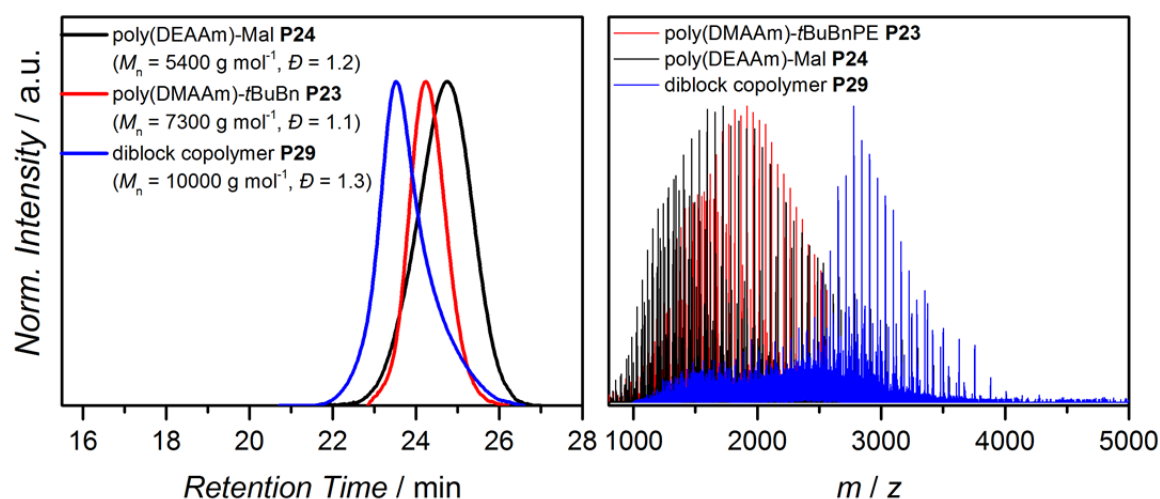 poly(DEAAm)-Mal P24
(Mn = 5400 g mol⁻¹, Đ = 1.2)
poly(DMAAm)-tBuBn P23
(Mn = 7300 g mol⁻¹, Đ = 1.1)
diblock copolymer P29
(Mn = 10000 g mol⁻¹, Đ = 1.3)
Norm. Intensity / a.u.
16 18 20 22 24 26 28
Retention Time / min
poly(DMAAm)-tBuBnPE P23
poly(DEAAm)-Mal P24
diblock copolymer P29
1000 2000 3000 4000 5000
m / z